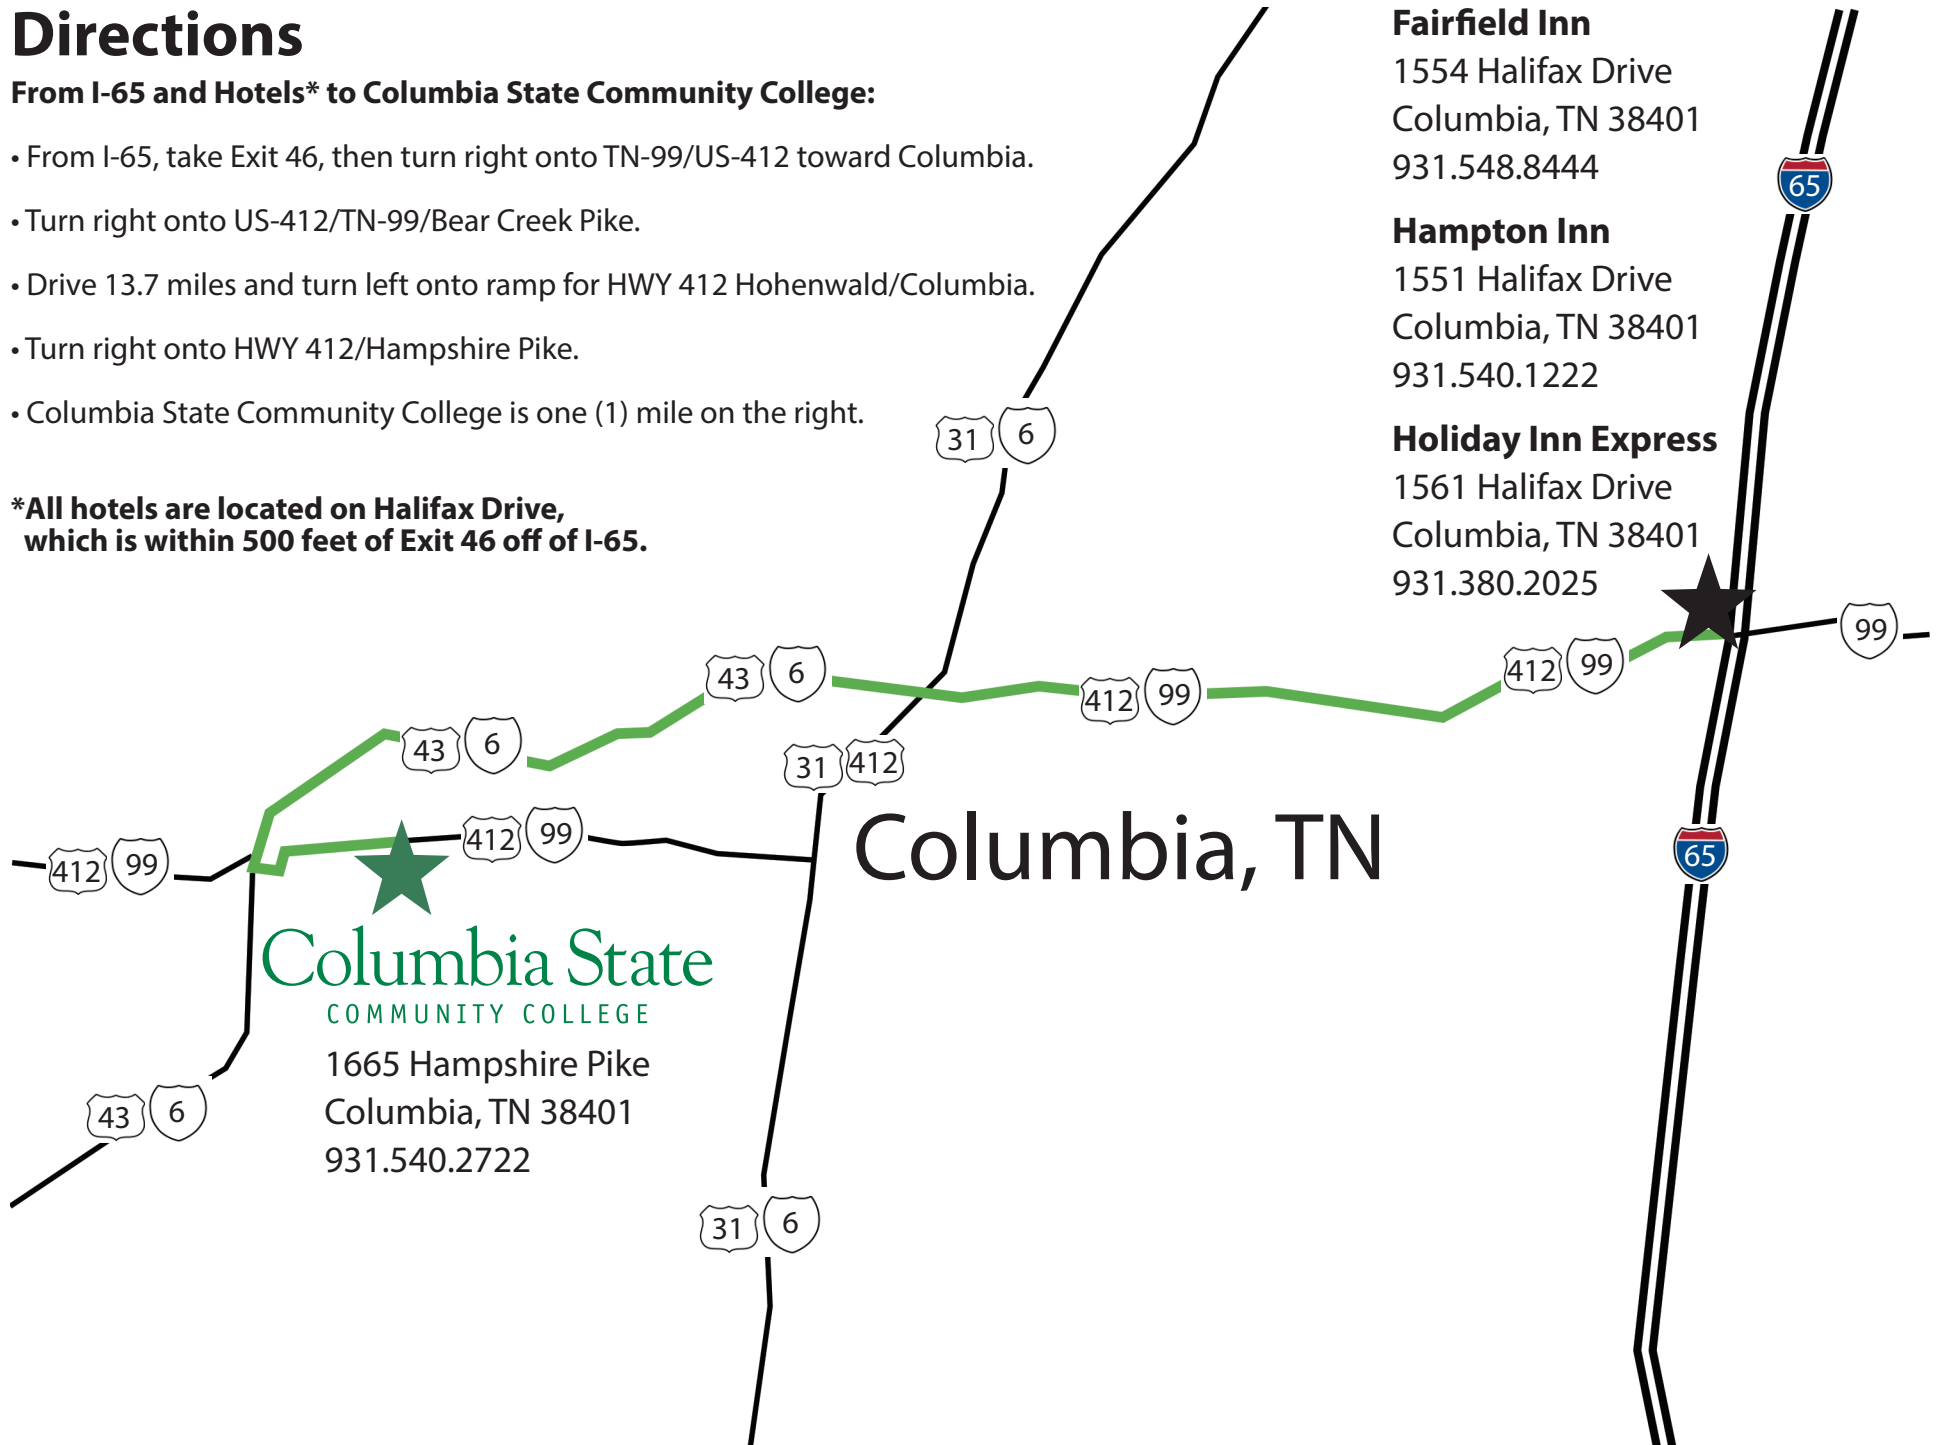 Directions
From I-65 and Hotels* to Columbia State Community College:
• From I-65, take Exit 46, then turn right onto TN-99/US-412 toward Columbia.
• Turn right onto US-412/TN-99/Bear Creek Pike.
• Drive 13.7 miles and turn left onto ramp for HWY 412 Hohenwald/Columbia.
• Turn right onto HWY 412/Hampshire Pike.
• Columbia State Community College is one (1) mile on the right.
*All hotels are located on Halifax Drive,
which is within 500 feet of Exit 46 off of I-65.
Fairfield Inn
1554 Halifax Drive
Columbia, TN 38401
931.548.8444
Hampton Inn
1551 Halifax Drive
Columbia, TN 38401
931.540.1222
Holiday Inn Express
1561 Halifax Drive
Columbia, TN 38401
931.380.2025
65
31 6
99
43 6
412 99
412 99
43 6
31 412
412 99
412 99
Columbia, TN
65
Columbia State
COMMUNITY COLLEGE
1665 Hampshire Pike
Columbia, TN 38401
931.540.2722
43 6
31 6